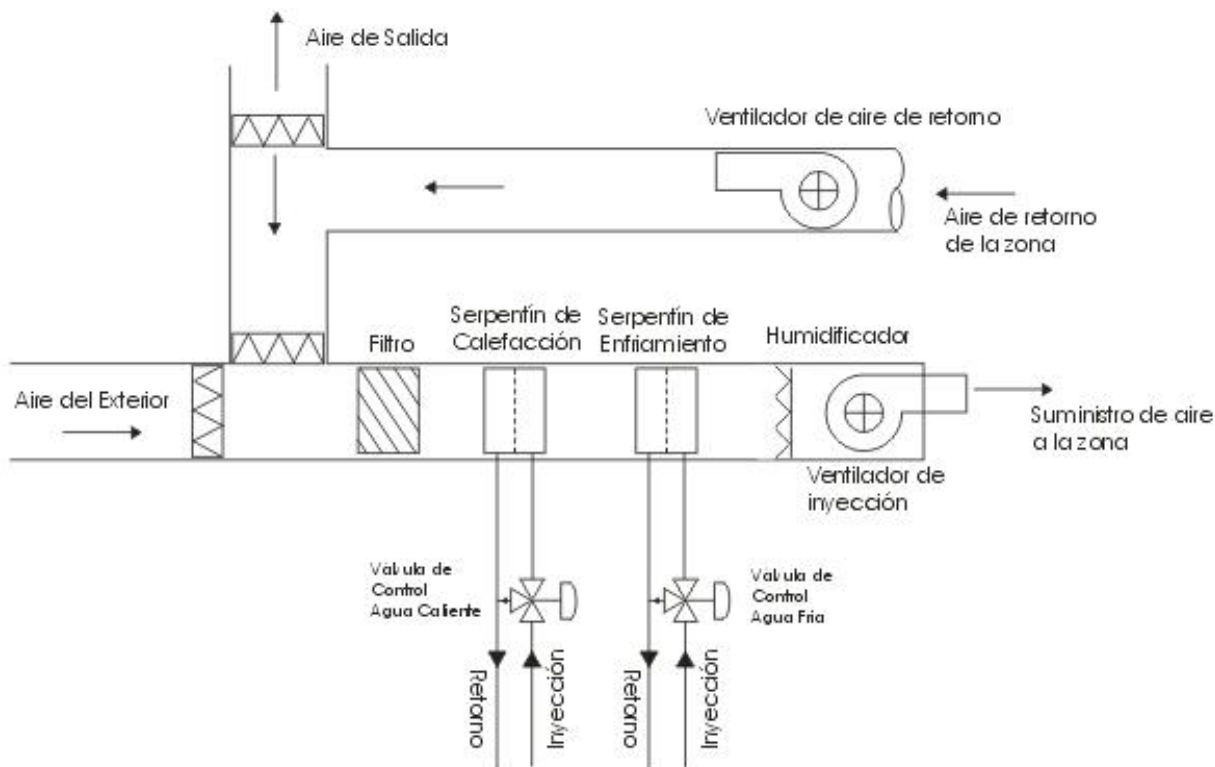 Aire de Salida
Ventilador de aire de retorno
Aire de retorno
de la zona
Serpentín de
Calefacción
Serpentín de
Enfriamiento
Filtro
Humidificador
Aire del Exterior
Suministro de aire
a la zona
Ventilador de
inyección
Válvula de
Control
Agua Caliente
Válvula de
Control
Agua Fria
Retorno
Inyección
Retorno
Inyección